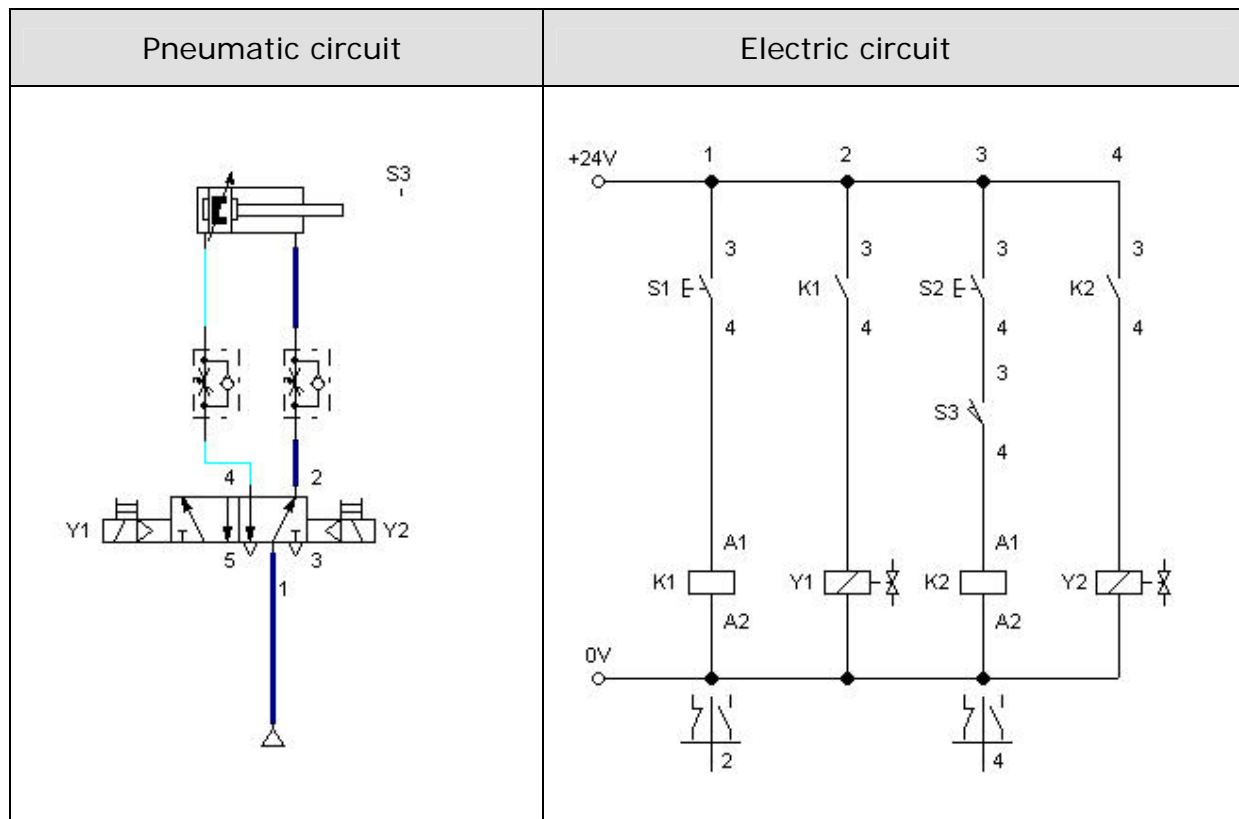 Pneumatic circuit
Electric circuit
S3
4 2
Y1 Y2
5 3
1
1 2 3 4
+24V
3 3 3 3
S1 K1 S2 K2
4 4 4 4
3
S3
4
A1 A1
K1 Y1 K2 Y2
A2 A2
0V
2 4